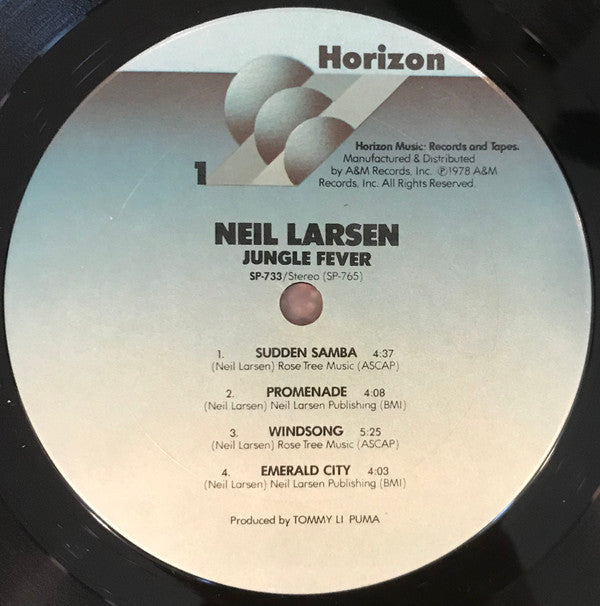 Horizon
Horizon Music: Records and Tapes.
Manufactured & Distributed
by A&M Records, Inc. ℗1978 A&M
Records, Inc. All Rights Reserved.
1
NEIL LARSEN
JUNGLE FEVER
SP-733/Stereo (SP-765)
1. SUDDEN SAMBA 4:37
(Neil Larsen) Rose Tree Music (ASCAP)
2. PROMENADE 4:08
(Neil Larsen) Neil Larsen Publishing (BMI)
3. WINDSONG 5:25
(Neil Larsen) Rose Tree Music (ASCAP)
4. EMERALD CITY 4:03
(Neil Larsen) Neil Larsen Publishing (BMI)
Produced by TOMMY LI PUMA